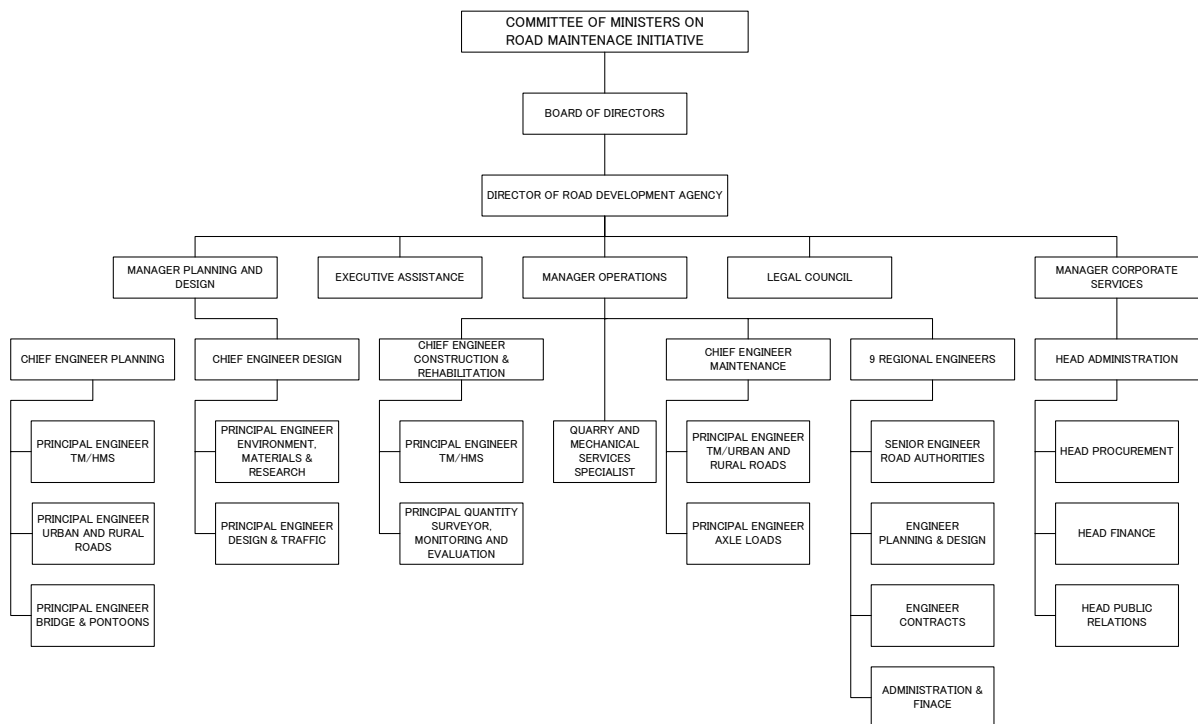 COMMITTEE OF MINISTERS ON
ROAD MAINTENACE INITIATIVE
BOARD OF DIRECTORS
DIRECTOR OF ROAD DEVELOPMENT AGENCY
MANAGER PLANNING AND
DESIGN
EXECUTIVE ASSISTANCE
MANAGER OPERATIONS
LEGAL COUNCIL
MANAGER CORPORATE
SERVICES
CHIEF ENGINEER PLANNING
CHIEF ENGINEER DESIGN
CHIEF ENGINEER
CONSTRUCTION &
REHABILITATION
CHIEF ENGINEER
MAINTENANCE
9 REGIONAL ENGINEERS
HEAD ADMINISTRATION
PRINCIPAL ENGINEER
TM/HMS
PRINCIPAL ENGINEER
ENVIRONMENT,
MATERIALS &
RESEARCH
PRINCIPAL ENGINEER
TM/HMS
QUARRY AND
MECHANICAL
SERVICES
SPECIALIST
PRINCIPAL ENGINEER
TM/URBAN AND
RURAL ROADS
SENIOR ENGINEER
ROAD AUTHORITIES
HEAD PROCUREMENT
PRINCIPAL ENGINEER
URBAN AND RURAL
ROADS
PRINCIPAL ENGINEER
DESIGN & TRAFFIC
PRINCIPAL QUANTITY
SURVEYOR,
MONITORING AND
EVALUATION
PRINCIPAL ENGINEER
AXLE LOADS
ENGINEER
PLANNING & DESIGN
HEAD FINANCE
PRINCIPAL ENGINEER
BRIDGE & PONTOONS
ENGINEER
CONTRACTS
HEAD PUBLIC
RELATIONS
ADMINISTRATION &
FINACE